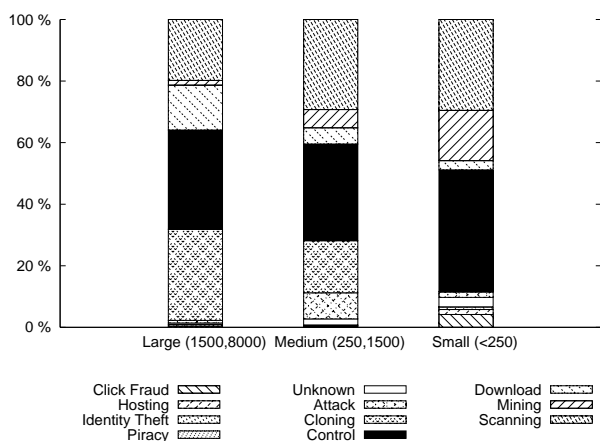 100 %
80 %
60 %
40 %
20 %
0 %
Large (1500,8000) Medium (250,1500) Small (<250)
Click Fraud Unknown Download
Hosting Attack Mining
Identity Theft Cloning Scanning
Piracy Control